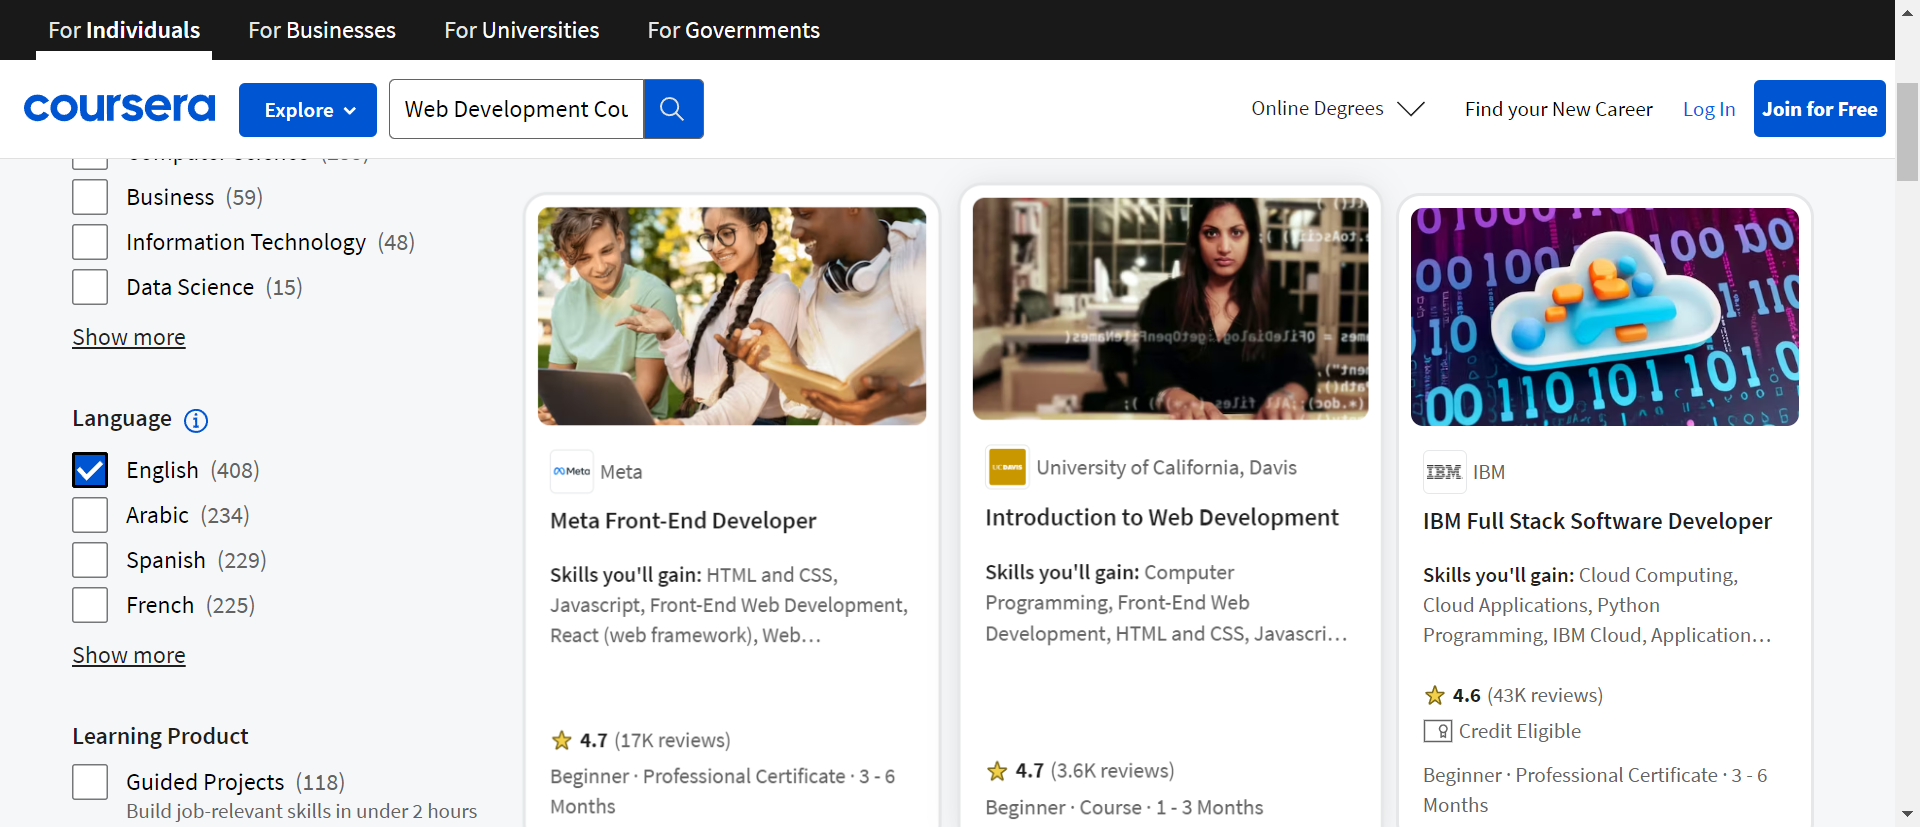 For Individuals
For Businesses
For Universities
For Governments
coursera
Explore
Web Development Cou
Online Degrees
Find your New Career
Log In
Join for Free
Business (59)
Information Technology (48)
Data Science (15)
Show more
Language
English (408)
Arabic (234)
Spanish (229)
French (225)
Show more
Learning Product
Guided Projects (118)
Build job-relevant skills in under 2 hours
Meta
Meta
Meta Front-End Developer
Skills you'll gain: HTML and CSS,
Javascript, Front-End Web Development,
React (web framework), Web…
4.7 (17K reviews)
Beginner · Professional Certificate · 3 - 6
Months
UC DAVIS
University of California, Davis
Introduction to Web Development
Skills you'll gain: Computer
Programming, Front-End Web
Development, HTML and CSS, Javascri…
4.7 (3.6K reviews)
Beginner · Course · 1 - 3 Months
IBM
IBM
IBM Full Stack Software Developer
Skills you'll gain: Cloud Computing,
Cloud Applications, Python
Programming, IBM Cloud, Application…
4.6 (43K reviews)
Credit Eligible
Beginner · Professional Certificate · 3 - 6
Months